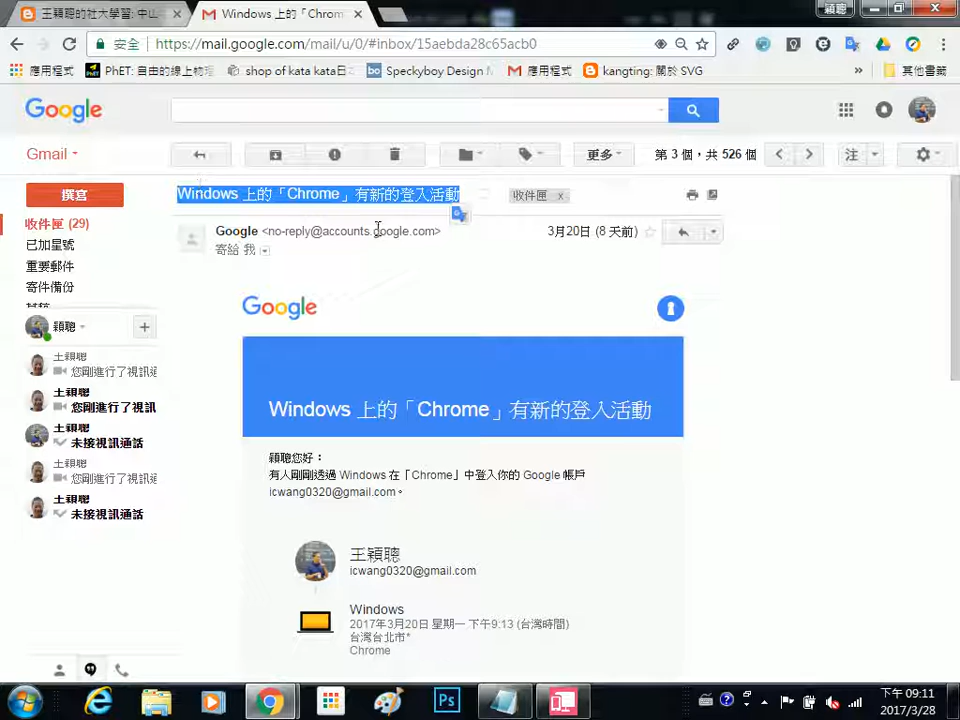 王穎聰的社大學習: 中山
Windows 上的「Chrom
穎聰
安全
https://mail.google.com/mail/u/0/#inbox/15aebda28c65acb0
應用程式
PhET: 自由的線上物理
shop of kata kata日本
Speckyboy Design M
應用程式
kangting: 關於 SVG
»
其他書籤
Google
Gmail
更多
第 3 個，共 526 個
注
撰寫
Windows 上的「Chrome」有新的登入活動
收件匣 x
收件匣 (29)
已加星號
重要郵件
寄件備份
Google <no-reply@accounts.google.com>
3月20日 (8 天前)
寄給 我
穎聰
王穎聰
您剛進行了視訊通
王穎聰
您剛進行了視訊
王穎聰
未接視訊通話
王穎聰
您剛進行了視訊通
王穎聰
未接視訊通話
Google
Windows 上的「Chrome」有新的登入活動
穎聰您好：
有人剛剛透過 Windows 在「Chrome」中登入你的 Google 帳戶
icwang0320@gmail.com。
王穎聰
icwang0320@gmail.com
Windows
2017年3月20日 星期一 下午9:13 (台灣時間)
台灣台北市*
Chrome
Ps
下午 09:11
2017/3/28